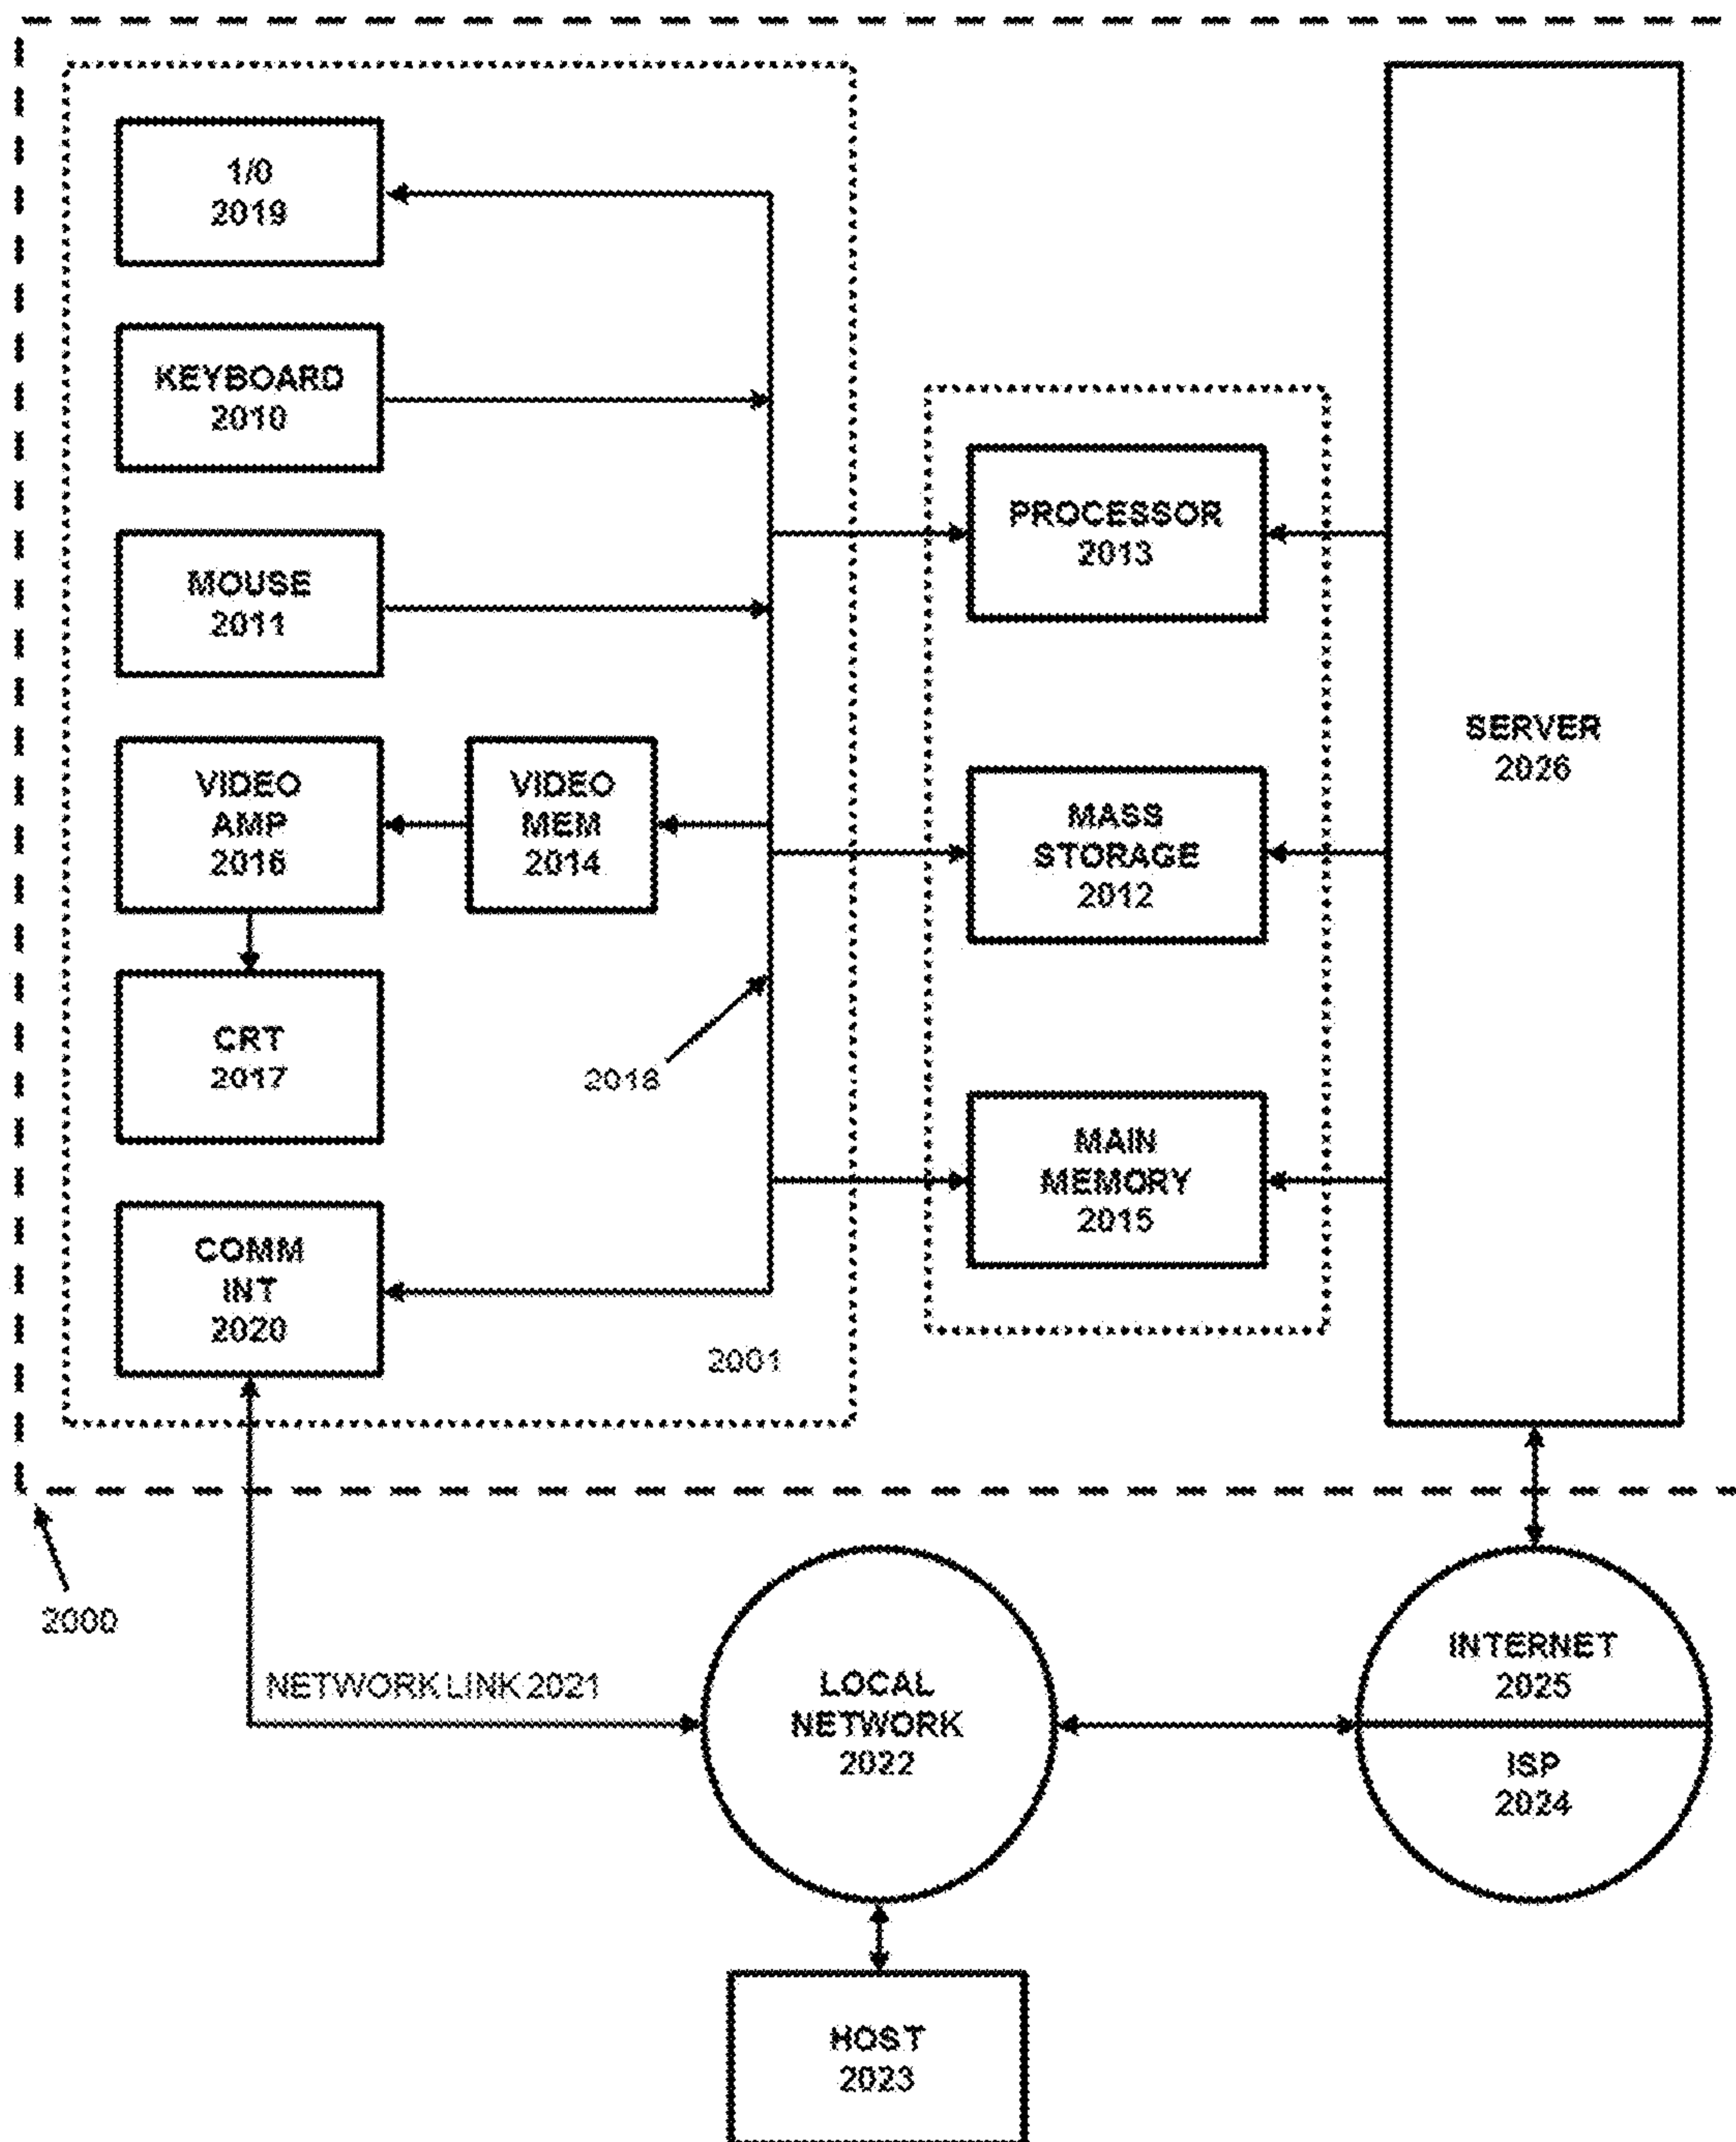 1/0
2019
KEYBOARD
2010
MOUSE
2011
VIDEO
AMP
2016
VIDEO
MEM
2014
CRT
2017
2018
COMM
INT
2020
2001
PROCESSOR
2013
MASS
STORAGE
2012
MAIN
MEMORY
2015
SERVER
2026
2000
NETWORK LINK 2021
LOCAL
NETWORK
2022
INTERNET
2025
ISP
2024
HOST
2023